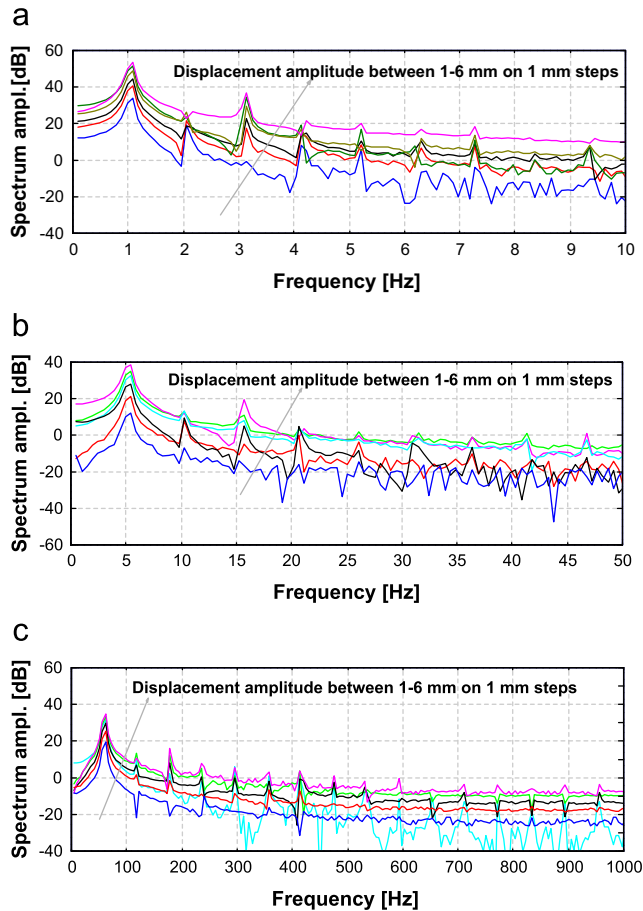 a
Spectrum ampl.[dB]
60
40
20
0
-20
-40
Displacement amplitude between 1-6 mm on 1 mm steps
0 1 2 3 4 5 6 7 8 9 10
Frequency [Hz]
b
Spectrum ampl. [dB]
40
20
0
-20
-40
-60
Displacement amplitude between 1-6 mm on 1 mm steps
0 5 10 15 20 25 30 35 40 45 50
Frequency [Hz]
c
Spectrum ampl. [dB]
60
40
20
0
-20
-40
Displacement amplitude between 1-6 mm on 1 mm steps
0 100 200 300 400 500 600 700 800 900 1000
Frequency [Hz]